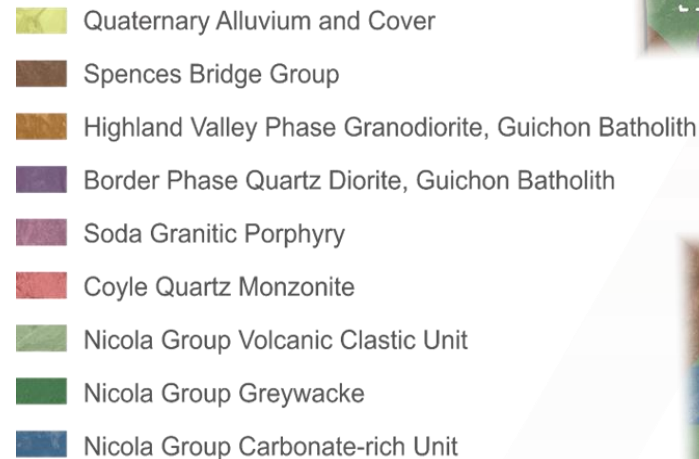 Quaternary Alluvium and Cover
Spences Bridge Group
Highland Valley Phase Granodiorite, Guichon Batholith
Border Phase Quartz Diorite, Guichon Batholith
Soda Granitic Porphyry
Coyle Quartz Monzonite
Nicola Group Volcanic Clastic Unit
Nicola Group Greywacke
Nicola Group Carbonate-rich Unit